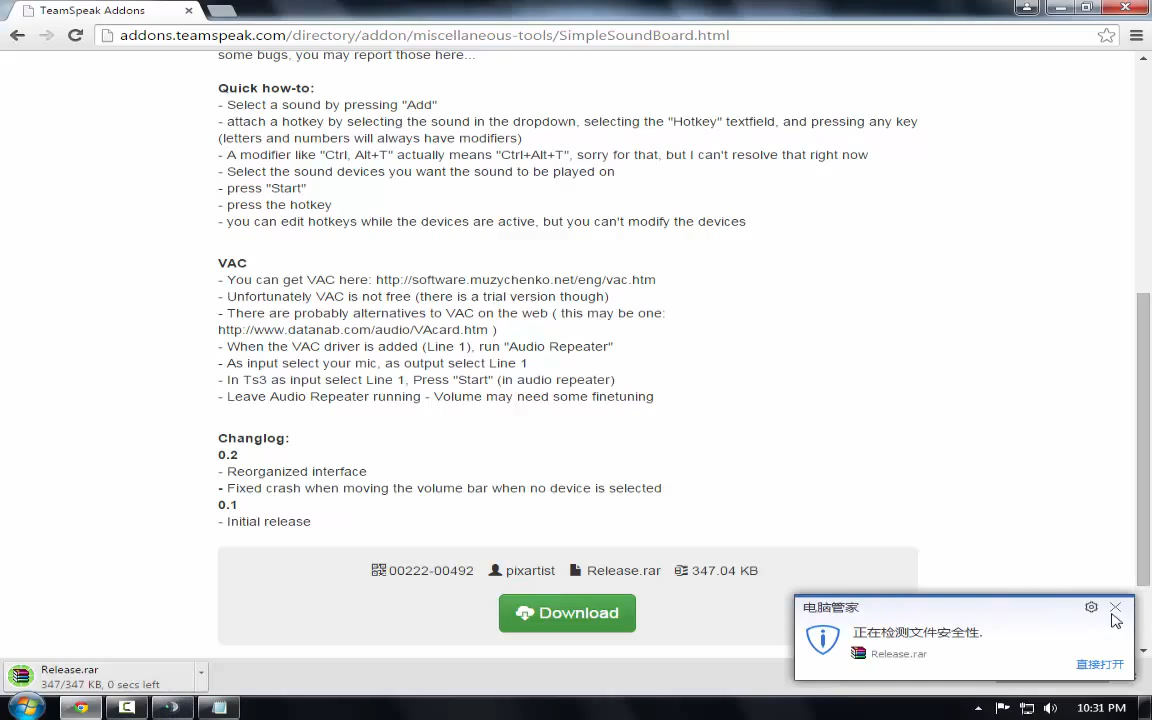 TeamSpeak Addons
addons.teamspeak.com/directory/addon/miscellaneous-tools/SimpleSoundBoard.html
some bugs, you may report those here...
Quick how-to:
- Select a sound by pressing "Add"
- attach a hotkey by selecting the sound in the dropdown, selecting the "Hotkey" textfield, and pressing any key
(letters and numbers will always have modifiers)
- A modifier like "Ctrl, Alt+T" actually means "Ctrl+Alt+T", sorry for that, but I can't resolve that right now
- Select the sound devices you want the sound to be played on
- press "Start"
- press the hotkey
- you can edit hotkeys while the devices are active, but you can't modify the devices
VAC
- You can get VAC here: http://software.muzychenko.net/eng/vac.htm
- Unfortunately VAC is not free (there is a trial version though)
- There are probably alternatives to VAC on the web ( this may be one:
http://www.datanab.com/audio/VAcard.htm )
- When the VAC driver is added (Line 1), run "Audio Repeater"
- As input select your mic, as output select Line 1
- In Ts3 as input select Line 1, Press "Start" (in audio repeater)
- Leave Audio Repeater running - Volume may need some finetuning
Changlog:
0.2
- Reorganized interface
- Fixed crash when moving the volume bar when no device is selected
0.1
- Initial release
00222-00492 pixartist Release.rar 347.04 KB
Download
电脑管家
正在检测文件安全性.
Release.rar
直接打开
Release.rar
347/347 KB, 0 secs left
10:31 PM